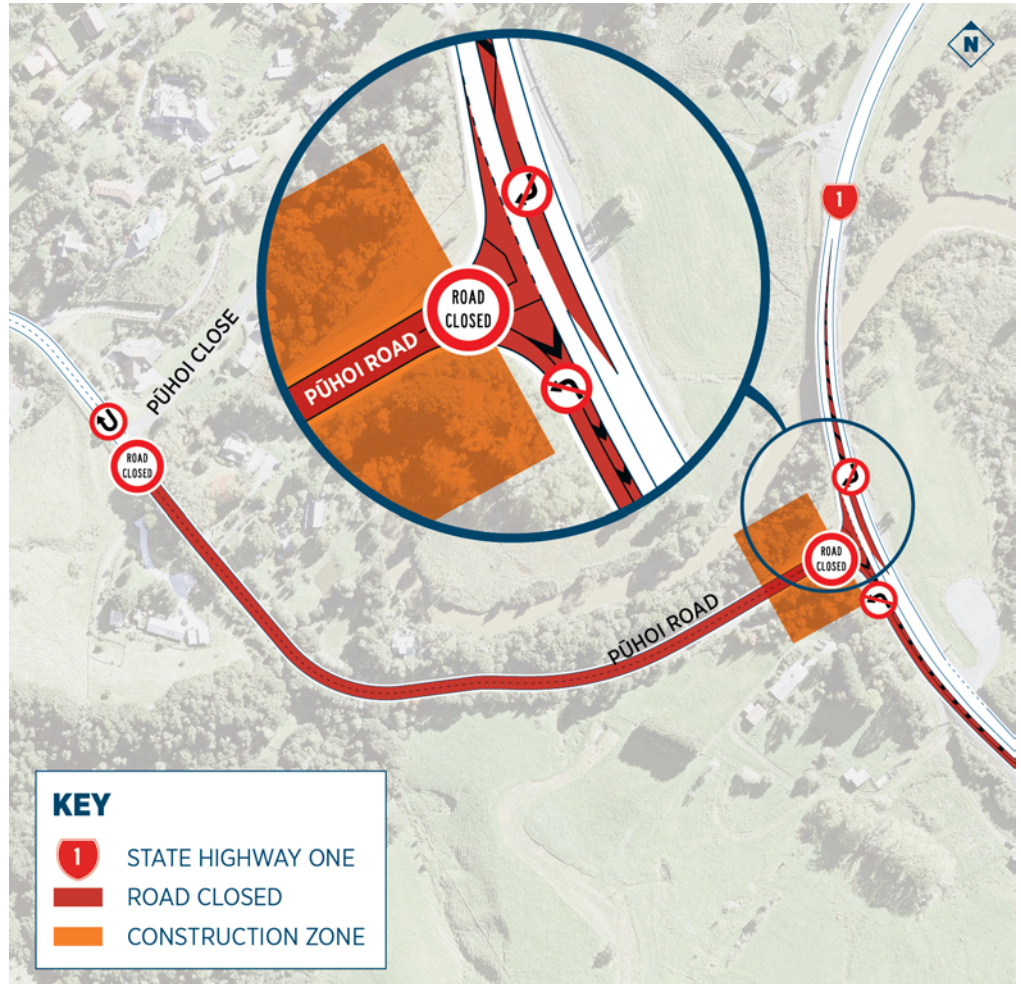 N
1
PŪHOI CLOSE
ROAD
CLOSED
PŪHOI ROAD
ROAD
CLOSED
ROAD
CLOSED
PŪHOI ROAD
KEY
1 STATE HIGHWAY ONE
ROAD CLOSED
CONSTRUCTION ZONE